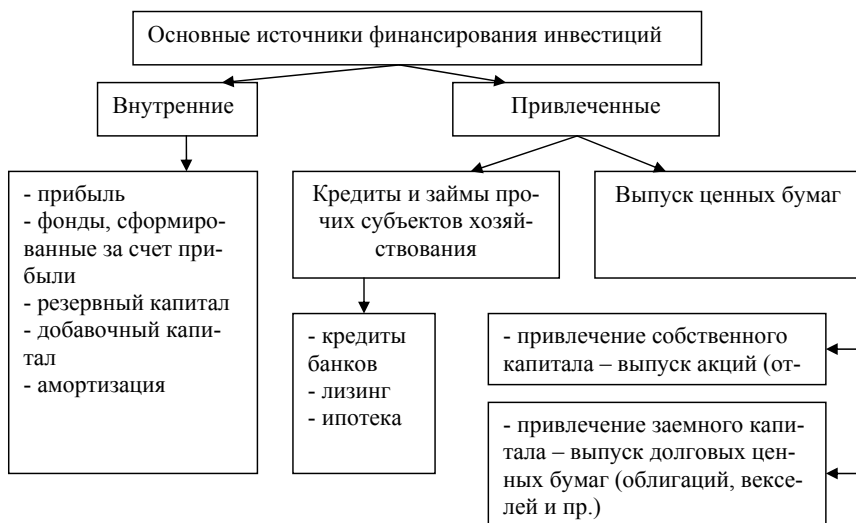 Основные источники финансирования инвестиций
Внутренние
Привлеченные
- прибыль
- фонды, сформиро-
ванные за счет при-
были
- резервный капитал
- добавочный капи-
тал
- амортизация
Кредиты и займы про-
чих субъектов хозяй-
ствования
Выпуск ценных бумаг
- кредиты
банков
- лизинг
- ипотека
- привлечение собственного
капитала – выпуск акций (от-
- привлечение заемного капи-
тала – выпуск долговых цен-
ных бумаг (облигаций, вексе-
лей и пр.)